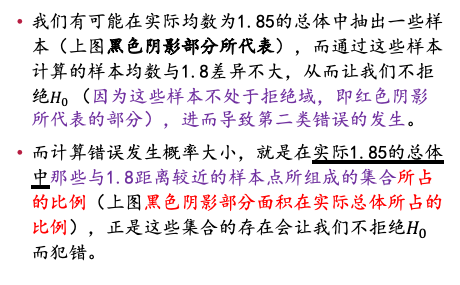 • 我们有可能在实际均数为1.85的总体中抽出一些样
本（上图黑色阴影部分所代表），而通过这些样本
计算的样本均数与1.8差异不大，从而让我们不拒
绝H₀（因为这些样本不处于拒绝域，即红色阴影
所代表的部分），进而导致第二类错误的发生。
• 而计算错误发生概率大小，就是在实际1.85的总体
中那些与1.8距离较近的样本点所组成的集合所占
的比例（上图黑色阴影部分面积在实际总体所占的
比例），正是这些集合的存在会让我们不拒绝H₀
而犯错。